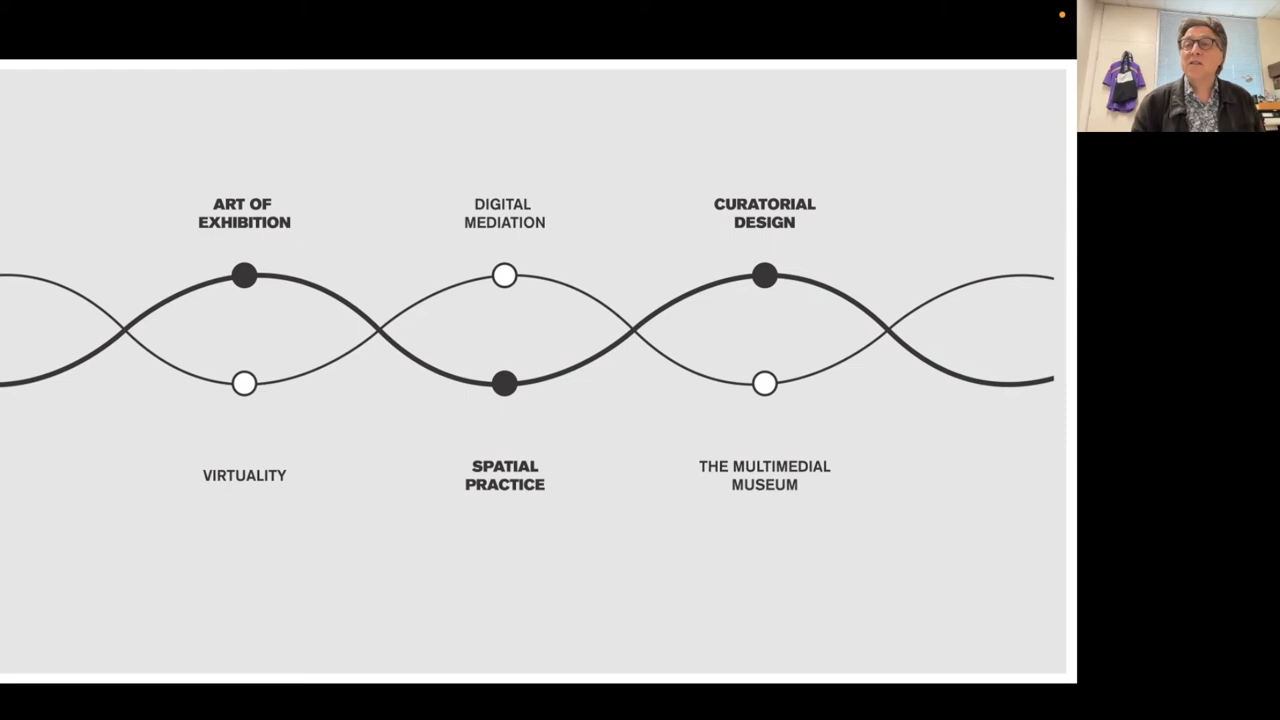 ART OF
EXHIBITION
DIGITAL
MEDIATION
CURATORIAL
DESIGN
VIRTUALITY
SPATIAL
PRACTICE
THE MULTIMEDIAL
MUSEUM